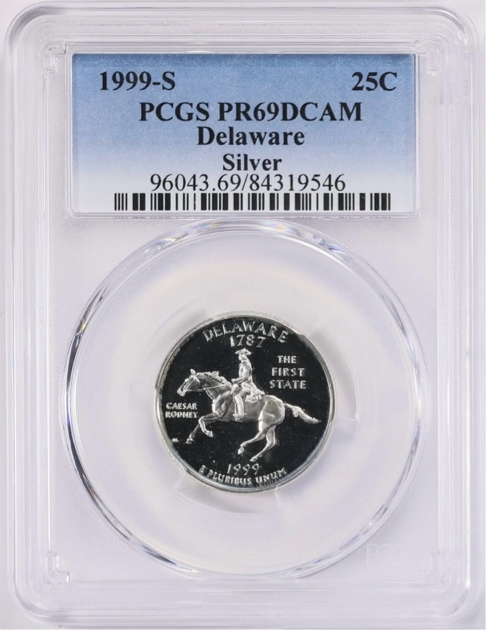 1999-S 25C
PCGS PR69DCAM
Delaware
Silver
96043.69/84319546
DELAWARE
1787
THE
FIRST
STATE
CAESAR
RODNEY
1999
E PLURIBUS UNUM